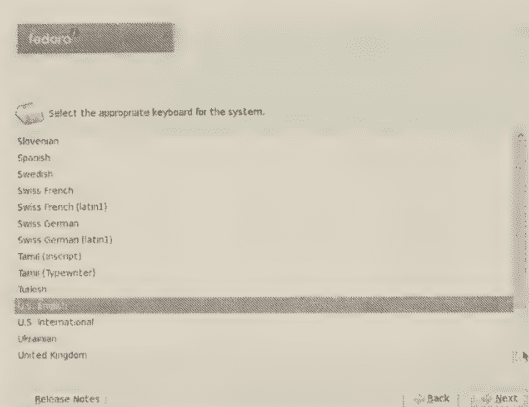 fedora
Select the appropriate keyboard for the system.
Slovenian
Spanish
Swedish
Swiss French
Swiss French (latin1)
Swiss German
Swiss German (latin1)
Tamil (Inscript)
Tamil (Typewriter)
Turkish
U.S. English
U.S. International
Ukrainian
United Kingdom
Release Notes
Back
Next